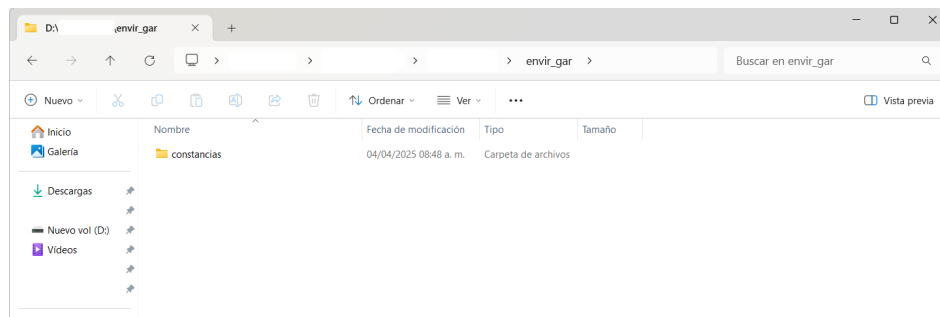 D:\ \envir_gar
envir_gar
Buscar en envir_gar
Nuevo
Ordenar
Ver
Vista previa
Inicio
Galería
Descargas
Nuevo vol (D:)
Vídeos
Nombre Fecha de modificación Tipo Tamaño
constancias 04/04/2025 08:48 a. m. Carpeta de archivos